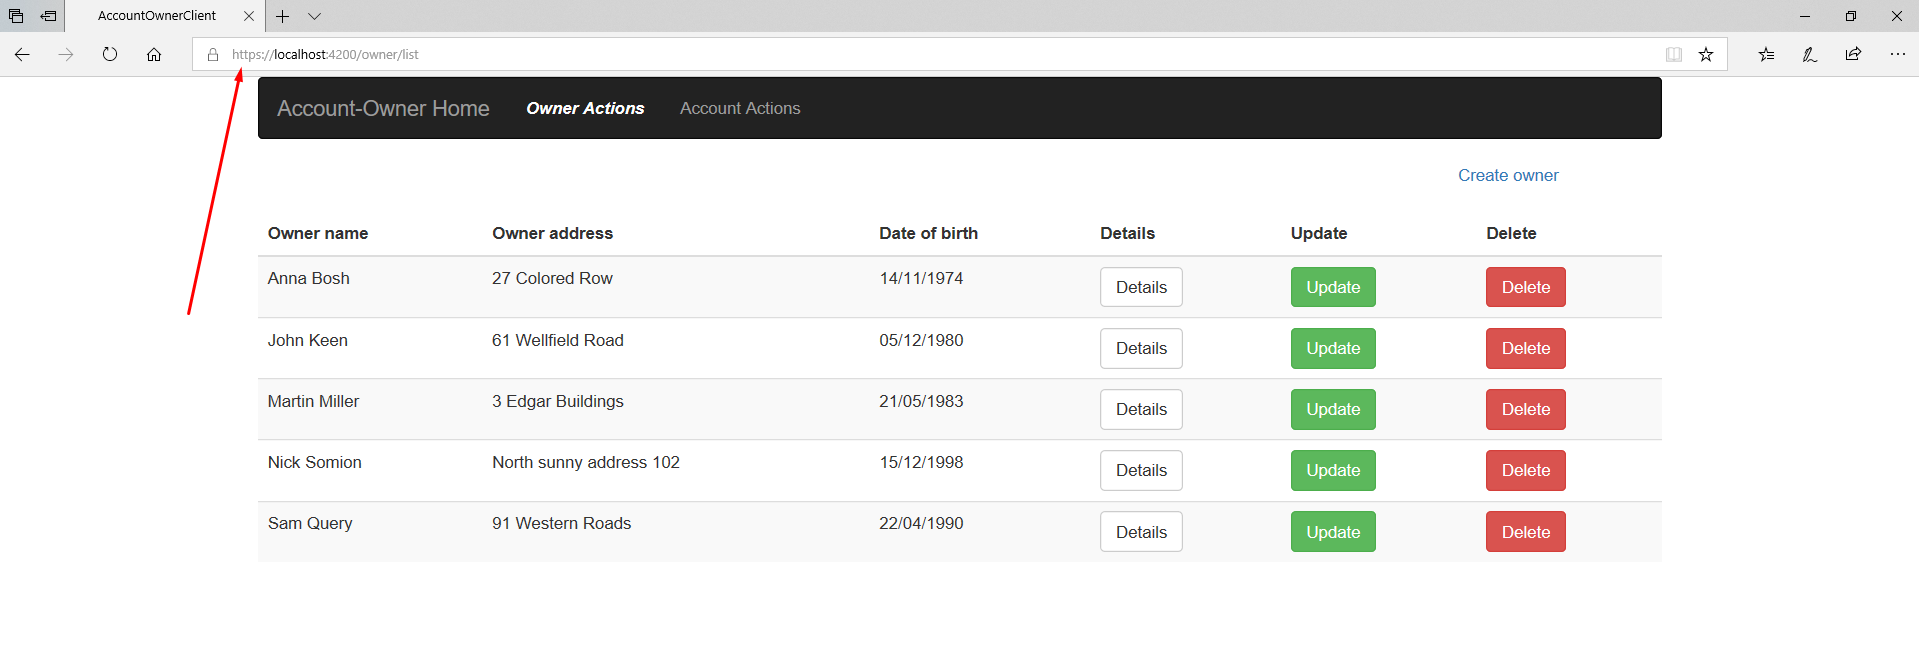 AccountOwnerClient
https://localhost:4200/owner/list
Account-Owner Home Owner Actions Account Actions
Create owner
Owner name Owner address Date of birth Details Update Delete
Anna Bosh 27 Colored Row 14/11/1974 Details Update Delete
John Keen 61 Wellfield Road 05/12/1980 Details Update Delete
Martin Miller 3 Edgar Buildings 21/05/1983 Details Update Delete
Nick Somion North sunny address 102 15/12/1998 Details Update Delete
Sam Query 91 Western Roads 22/04/1990 Details Update Delete